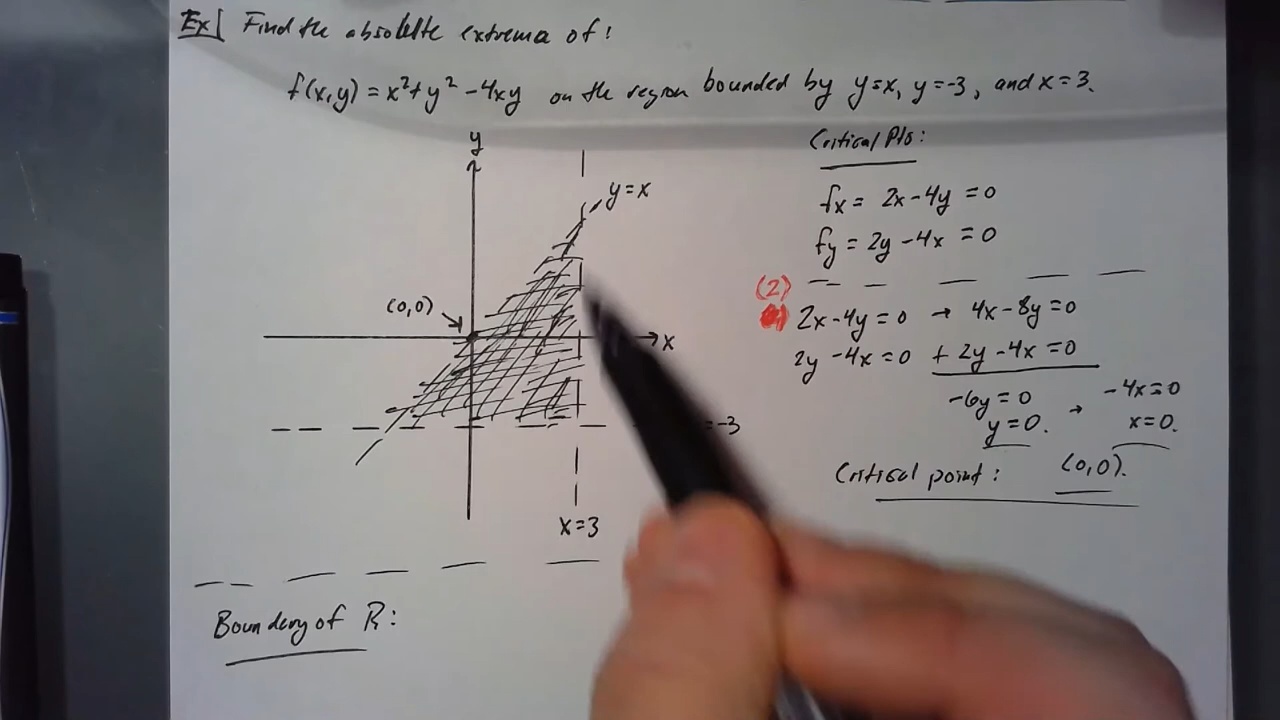 Ex] Find the absolute extrema of:
f(x,y) = x²+y² -4xy on the region bounded by y=x, y=-3, and x=3.
y
y=x
(0,0)
x
=-3
x=3
Critical Pts:
fx = 2x-4y = 0
fy = 2y-4x = 0
(2)
2x-4y=0 → 4x-8y=0
2y-4x=0 + 2y-4x=0
-6y=0 → -4x=0
y=0. x=0.
Critical point: (0,0).
Boundary of R: